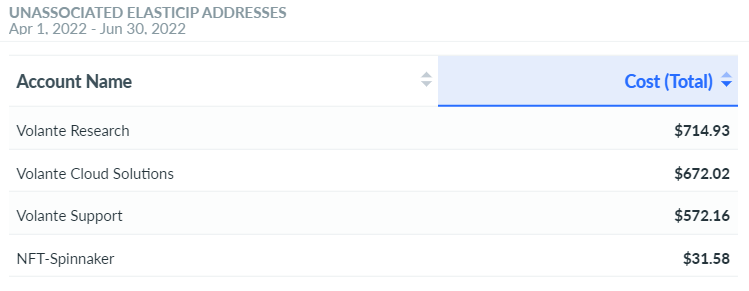 UNASSOCIATED ELASTICIP ADDRESSES
Apr 1, 2022 - Jun 30, 2022
Account Name Cost (Total)
Volante Research $714.93
Volante Cloud Solutions $672.02
Volante Support $572.16
NFT-Spinnaker $31.58